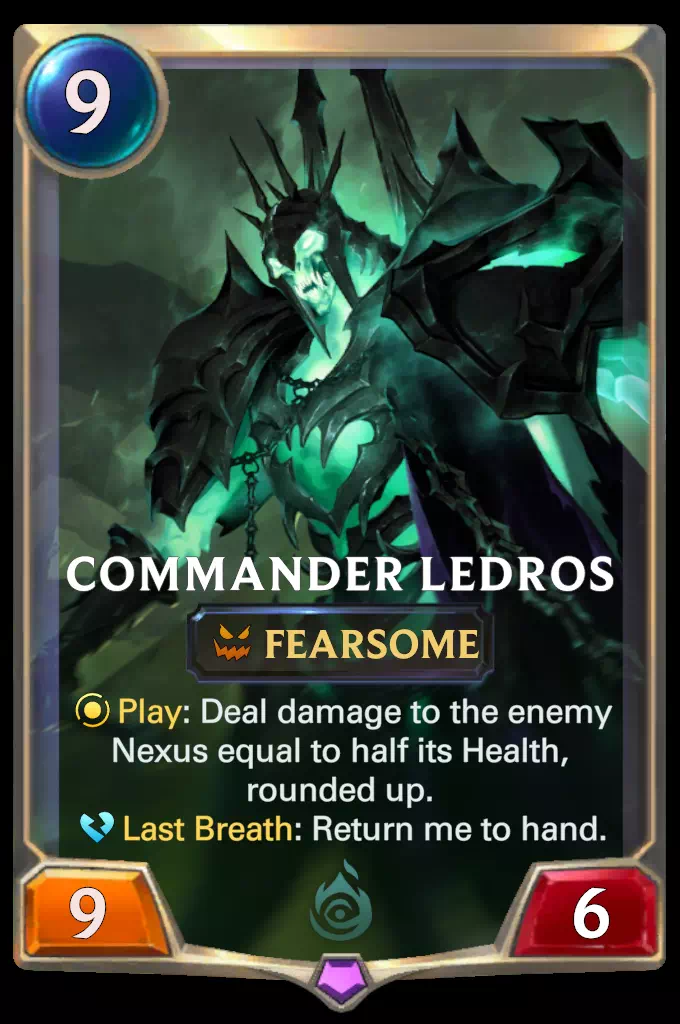 9
COMMANDER LEDROS
FEARSOME
Play: Deal damage to the enemy
Nexus equal to half its Health,
rounded up.
Last Breath: Return me to hand.
9
6